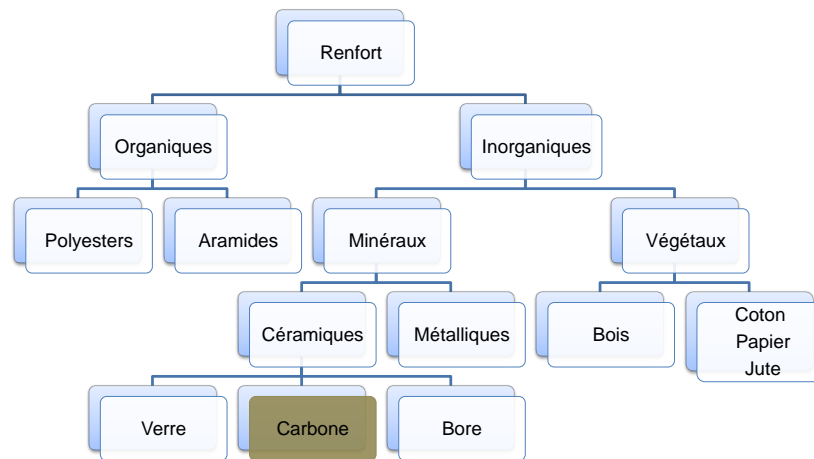 Renfort
Organiques
Inorganiques
Polyesters
Aramides
Minéraux
Végétaux
Céramiques
Métalliques
Bois
Coton
Papier
Jute
Verre
Carbone
Bore